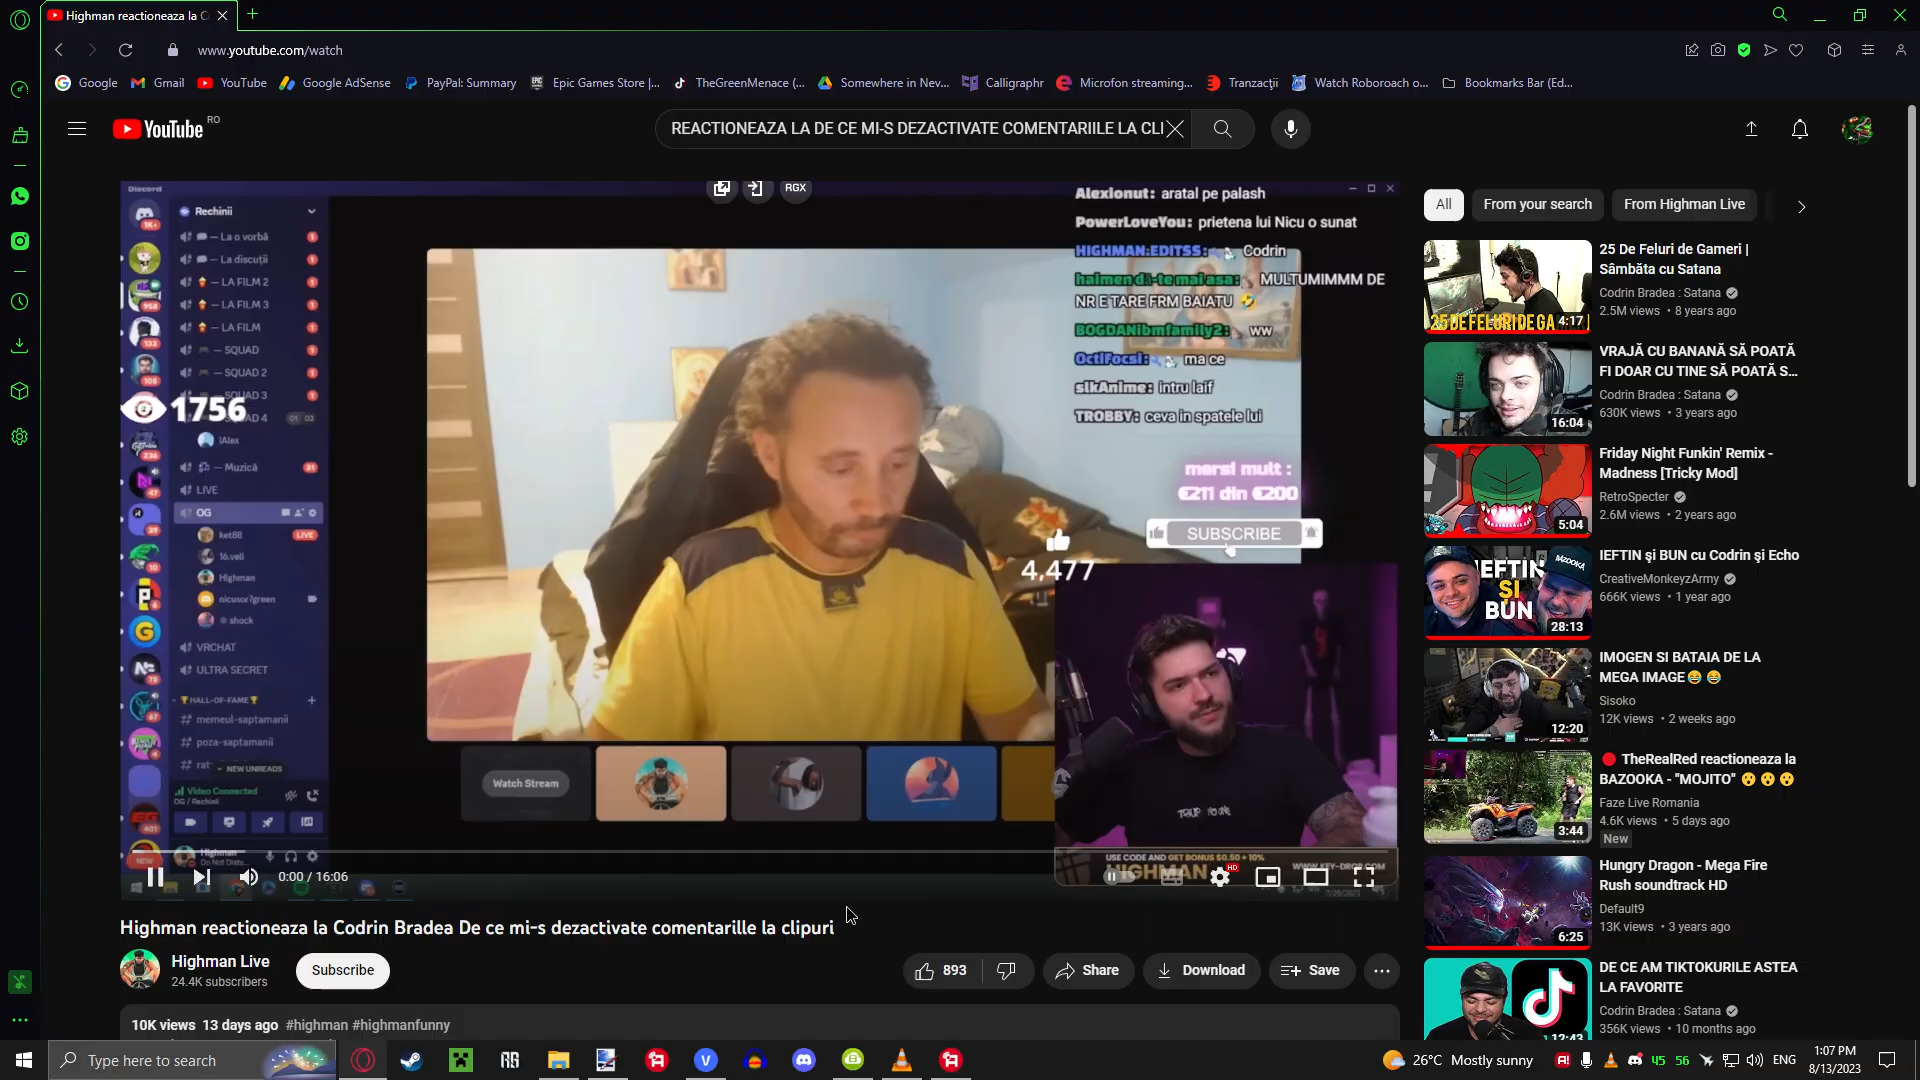 Highman reactioneaza la C
www.youtube.com/watch
Google
Gmail
YouTube
Google AdSense
PayPal: Summary
Epic Games Store |...
TheGreenMenace (...
Somewhere in Nev...
Calligraphr
Microfon streaming...
Tranzacții
Watch Roboroach o...
Bookmarks Bar (Ed...
YouTube RO
REACTIONEAZA LA DE CE MI-S DEZACTIVATE COMENTARIILE LA CLI
Discord
Rechinii
— La o vorbă
— La discuții
— LA FILM 2
— LA FILM 3
— LA FILM
— SQUAD
— SQUAD 2
SQUAD 3
1756
4
01 03
lAlex
— Muzică
31
LIVE
OG
ket88
LIVE
16.veli
Highman
nicusor7green
shock
VRCHAT
ULTRA SECRET
HALL-OF-FAME
# memeul-saptamanii
# poza-saptamanii
NEW UNREADS
Video Connected
OG / Rechinii
Highman
Do Not Distu...
RGX
Alexionut: aratal pe palash
PowerLoveYou: prietena lui Nicu o sunat
HIGHMAN:EDITSS: Codrin
haimen dă-te mai asa: MULTUMIMMM DE
NR E TARE FRM BAIATU 🤣
BOGDANibmfamily2: ww
OctiFocsi: ma ce
slkAnime: intru laif
TROBBY: ceva in spatele lui
mersi mult :
€211 din €200
SUBSCRIBE
4,477
Watch Stream
USE CODE AND GET BONUS $0.50 + 10%
HIGHMAN
WWW.KEY-DROP.COM
0:00 / 16:06
HD
Highman reactioneaza la Codrin Bradea De ce mi-s dezactivate comentarille la clipuri
Highman Live
24.4K subscribers
Subscribe
893
Share
Download
Save
10K views 13 days ago #highman #highmanfunny
All
From your search
From Highman Live
25 De Feluri de Gameri |
Sâmbăta cu Satana
Codrin Bradea : Satana
2.5M views • 8 years ago
25 DE FELURI DE GA
4:17
VRAJĂ CU BANANĂ SĂ POATĂ
FI DOAR CU TINE SĂ POATĂ S...
Codrin Bradea : Satana
630K views • 3 years ago
16:04
Friday Night Funkin' Remix -
Madness [Tricky Mod]
RetroSpecter
2.6M views • 2 years ago
5:04
IEFTIN şi BUN cu Codrin şi Echo
CreativeMonkeyzArmy
666K views • 1 year ago
IEFTIN
ŞI
BUN
MZOOKA
28:13
IMOGEN SI BATAIA DE LA
MEGA IMAGE😂 😂
Sisoko
12K views • 2 weeks ago
12:20
🔴 TheRealRed reactioneaza la
BAZOOKA - "MOJITO" 😮 😮 😮
Faze Live Romania
4.6K views • 5 days ago
New
3:44
Hungry Dragon - Mega Fire
Rush soundtrack HD
Default9
13K views • 3 years ago
6:25
DE CE AM TIKTOKURILE ASTEA
LA FAVORITE
Codrin Bradea : Satana
356K views • 10 months ago
12:43
Type here to search
26°C Mostly sunny
45
56
ENG
1:07 PM
8/13/2023